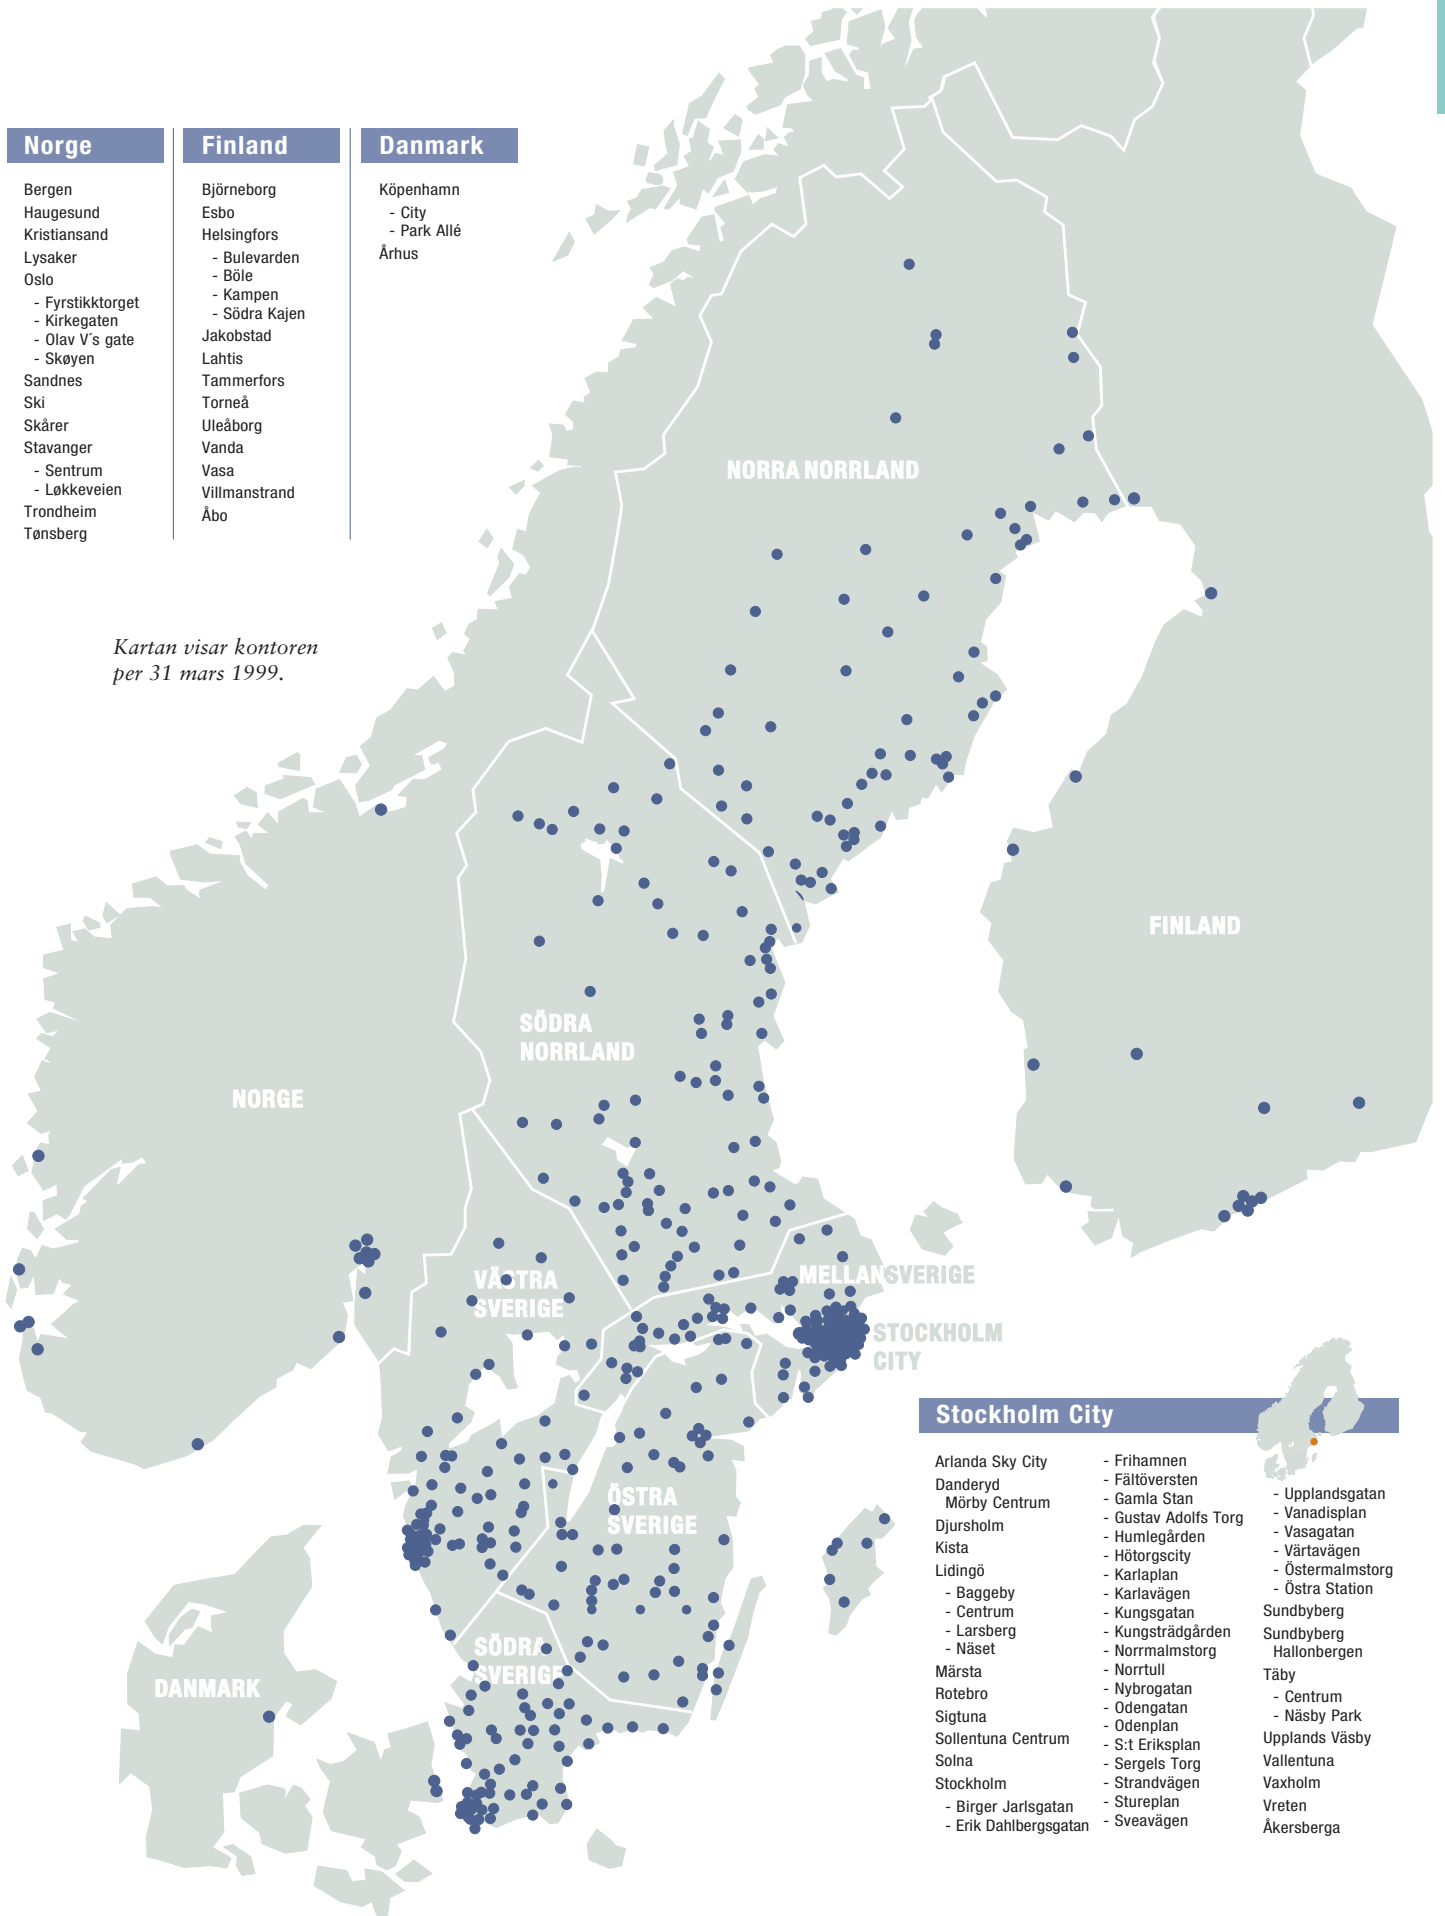 Norge
Bergen
Haugesund
Kristiansand
Lysaker
Oslo
- Fyrstikktorget
- Kirkegaten
- Olav V´s gate
- Skøyen
Sandnes
Ski
Skårer
Stavanger
- Sentrum
- Løkkeveien
Trondheim
Tønsberg
Finland
Björneborg
Esbo
Helsingfors
- Bulevarden
- Böle
- Kampen
- Södra Kajen
Jakobstad
Lahtis
Tammerfors
Torneå
Uleåborg
Vanda
Vasa
Villmanstrand
Åbo
Danmark
Köpenhamn
- City
- Park Allé
Århus
Kartan visar kontoren
per 31 mars 1999.
NORRA NORRLAND
FINLAND
SÖDRA
NORRLAND
NORGE
VÄSTRA
SVERIGE
MELLANSVERIGE
STOCKHOLM
CITY
ÖSTRA
SVERIGE
SÖDRA
SVERIGE
DANMARK
Stockholm City
Arlanda Sky City
Danderyd
Mörby Centrum
Djursholm
Kista
Lidingö
- Baggeby
- Centrum
- Larsberg
- Näset
Märsta
Rotebro
Sigtuna
Sollentuna Centrum
Solna
Stockholm
- Birger Jarlsgatan
- Erik Dahlbergsgatan
- Frihamnen
- Fältöversten
- Gamla Stan
- Gustav Adolfs Torg
- Humlegården
- Hötorgscity
- Karlaplan
- Karlavägen
- Kungsgatan
- Kungsträdgården
- Norrmalmstorg
- Norrtull
- Nybrogatan
- Odengatan
- Odenplan
- S:t Eriksplan
- Sergels Torg
- Strandvägen
- Stureplan
- Sveavägen
- Upplandsgatan
- Vanadisplan
- Vasagatan
- Värtavägen
- Östermalmstorg
- Östra Station
Sundbyberg
Sundbyberg
Hallonbergen
Täby
- Centrum
- Näsby Park
Upplands Väsby
Vallentuna
Vaxholm
Vreten
Åkersberga